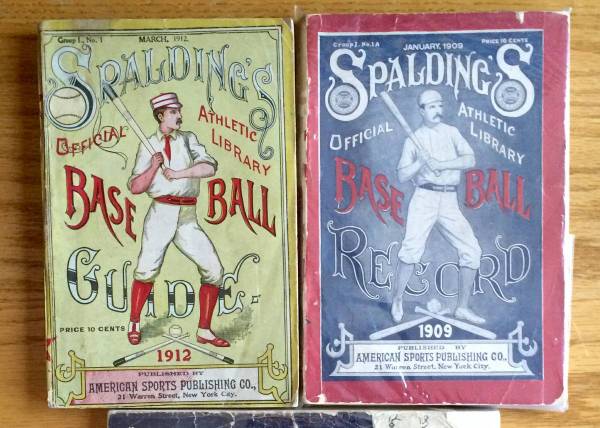 Group I., No. 1
MARCH, 1912
SPALDING'S
OFFICIAL
ATHLETIC
LIBRARY
BASE BALL
GUIDE.
PRICE 10 CENTS
1912
PUBLISHED BY
AMERICAN SPORTS PUBLISHING CO.,
21 Warren Street, New York City.
Group I., No. 1A
JANUARY, 1909
PRICE 10 CENTS
SPALDING'S
OFFICIAL
ATHLETIC
LIBRARY
BASE BALL
RECORD
1909
PUBLISHED BY
AMERICAN SPORTS PUBLISHING CO.,
21 Warren Street, New York City.